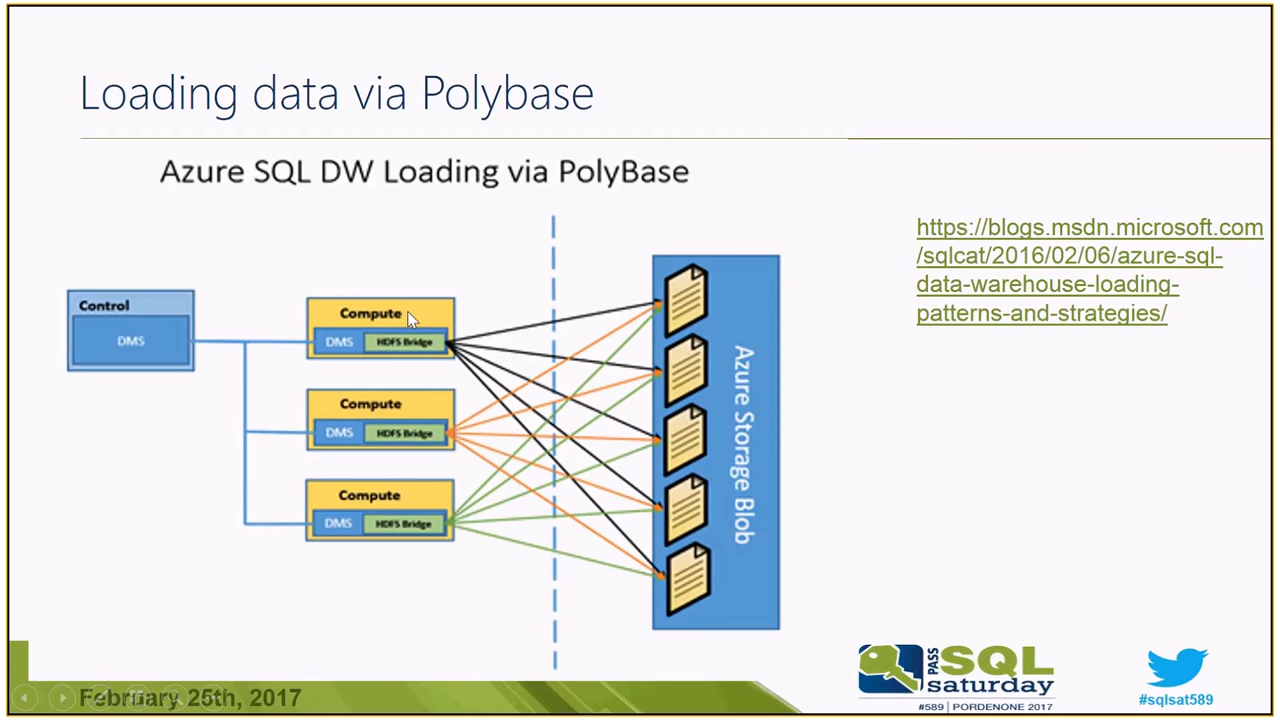 Loading data via Polybase
Azure SQL DW Loading via PolyBase
https://blogs.msdn.microsoft.com
/sqlcat/2016/02/06/azure-sql-
data-warehouse-loading-
patterns-and-strategies/
Control
DMS
Compute
DMS
HDFS Bridge
Compute
DMS
HDFS Bridge
Compute
DMS
HDFS Bridge
Azure Storage Blob
February 25th, 2017
PASS
SQL
saturday
#589 | PORDENONE 2017
#sqlsat589